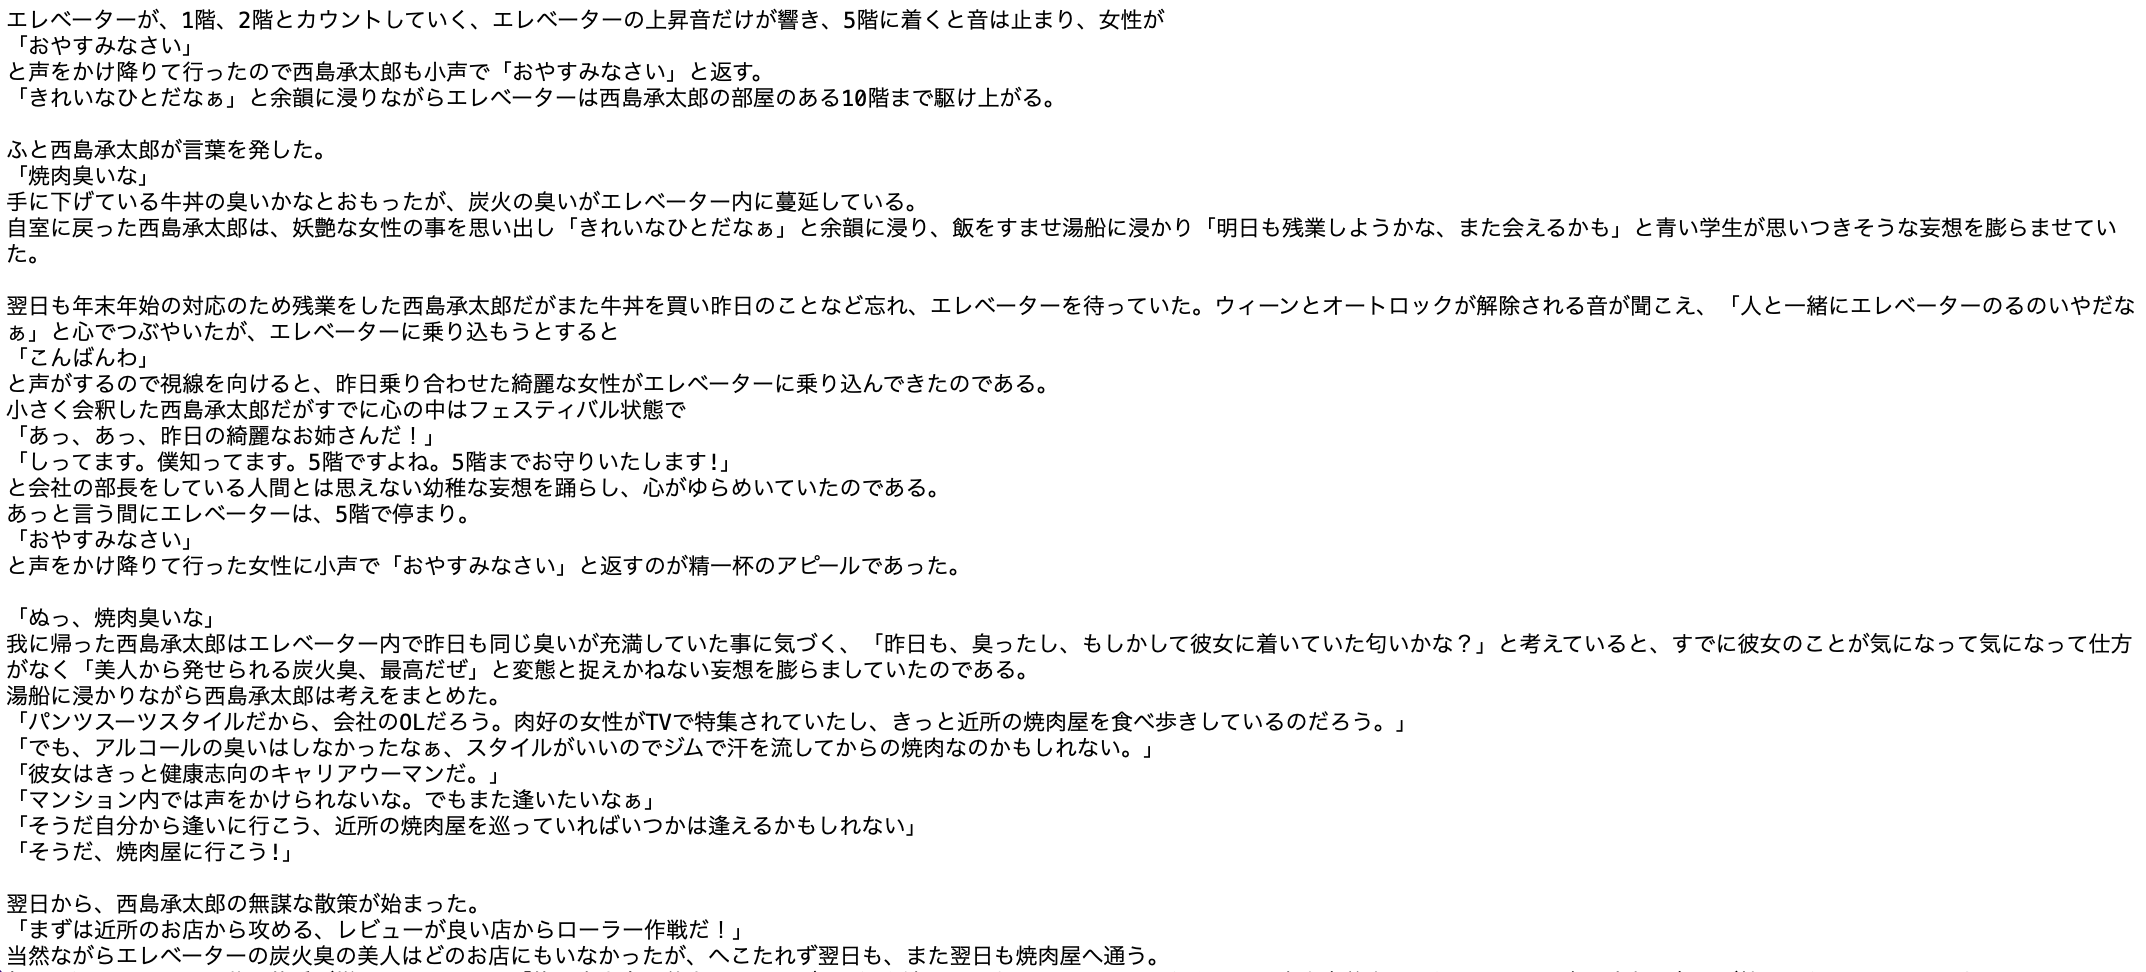 エレベーターが、1階、2階とカウントしていく、エレベーターの上昇音だけが響き、5階に着くと音は止まり、女性が
「おやすみなさい」
と声をかけ降りて行ったので西島承太郎も小声で「おやすみなさい」と返す。
「きれいなひとだなぁ」と余韻に浸りながらエレベーターは西島承太郎の部屋のある10階まで駆け上がる。
ふと西島承太郎が言葉を発した。
「焼肉臭いな」
手に下げている牛丼の臭いかなとおもったが、炭火の臭いがエレベーター内に蔓延している。
自室に戻った西島承太郎は、妖艶な女性の事を思い出し「きれいなひとだなぁ」と余韻に浸り、飯をすませ湯船に浸かり「明日も残業しようかな、また会えるかも」と青い学生が思いつきそうな妄想を膨らませてい
た。
翌日も年末年始の対応のため残業をした西島承太郎だがまた牛丼を買い昨日のことなど忘れ、エレベーターを待っていた。ウィーンとオートロックが解除される音が聞こえ、「人と一緒にエレベーターのるのいやだな
ぁ」と心でつぶやいたが、エレベーターに乗り込もうとすると
「こんばんわ」
と声がするので視線を向けると、昨日乗り合わせた綺麗な女性がエレベーターに乗り込んできたのである。
小さく会釈した西島承太郎だがすでに心の中はフェスティバル状態で
「あっ、あっ、昨日の綺麗なお姉さんだ！」
「しってます。僕知ってます。5階ですよね。5階までお守りいたします!」
と会社の部長をしている人間とは思えない幼稚な妄想を踊らし、心がゆらめいていたのである。
あっと言う間にエレベーターは、5階で停まり。
「おやすみなさい」
と声をかけ降りて行った女性に小声で「おやすみなさい」と返すのが精一杯のアピールであった。
「ぬっ、焼肉臭いな」
我に帰った西島承太郎はエレベーター内で昨日も同じ臭いが充満していた事に気づく、「昨日も、臭ったし、もしかして彼女に着いていた匂いかな？」と考えていると、すでに彼女のことが気になって気になって仕方
がなく「美人から発せられる炭火臭、最高だぜ」と変態と捉えかねない妄想を膨らましていたのである。
湯船に浸かりながら西島承太郎は考えをまとめた。
「パンツスーツスタイルだから、会社のOLだろう。肉好の女性がTVで特集されていたし、きっと近所の焼肉屋を食べ歩きしているのだろう。」
「でも、アルコールの臭いはしなかったなぁ、スタイルがいいのでジムで汗を流してからの焼肉なのかもしれない。」
「彼女はきっと健康志向のキャリアウーマンだ。」
「マンション内では声をかけられないな。でもまた逢いたいなぁ」
「そうだ自分から逢いに行こう、近所の焼肉屋を巡っていればいつかは逢えるかもしれない」
「そうだ、焼肉屋に行こう!」
翌日から、西島承太郎の無謀な散策が始まった。
「まずは近所のお店から攻める、レビューが良い店からローラー作戦だ！」
当然ながらエレベーターの炭火臭の美人はどのお店にもいなかったが、へこたれず翌日も、また翌日も焼肉屋へ通う。